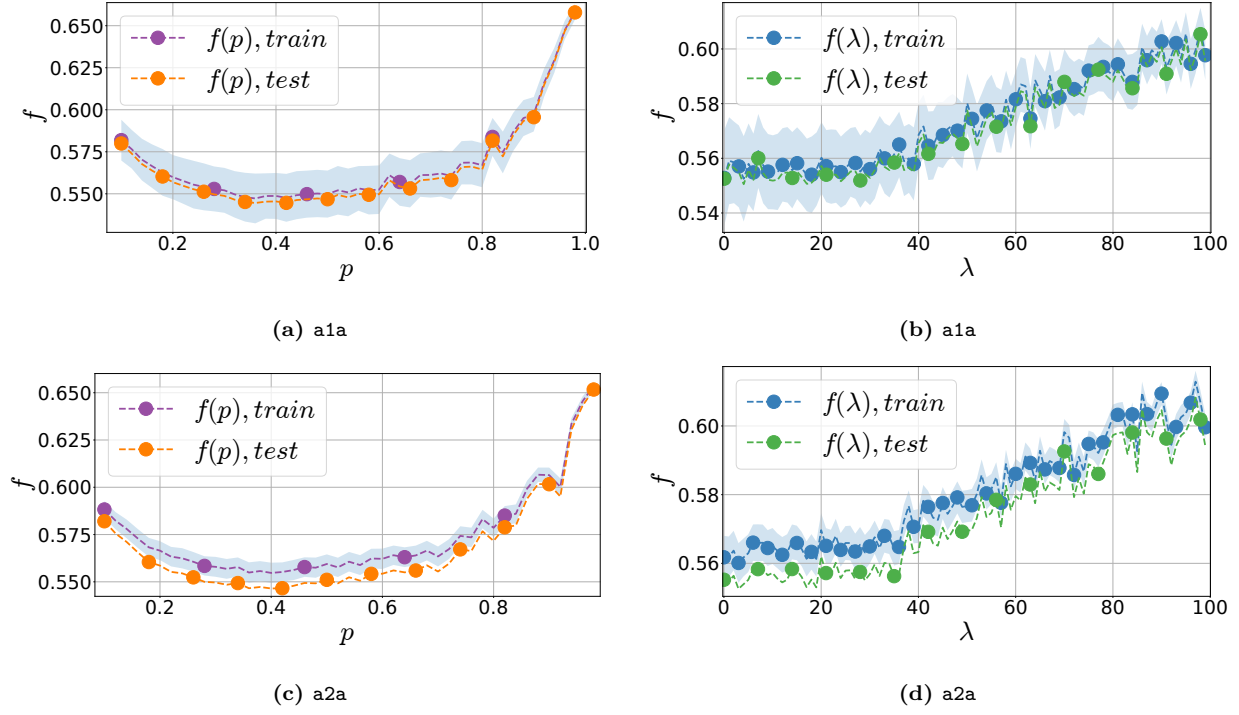 0.650
0.625
0.600
0.575
0.550
f
f(p), train
f(p), test
0.2 0.4 0.6 0.8 1.0
p
(a) a1a
0.60
0.58
0.56
0.54
f
f(λ), train
f(λ), test
0 20 40 60 80 100
λ
(b) a1a
0.650
0.625
0.600
0.575
0.550
f
f(p), train
f(p), test
0.2 0.4 0.6 0.8
p
(c) a2a
0.60
0.58
0.56
f
f(λ), train
f(λ), test
0 20 40 60 80 100
λ
(d) a2a